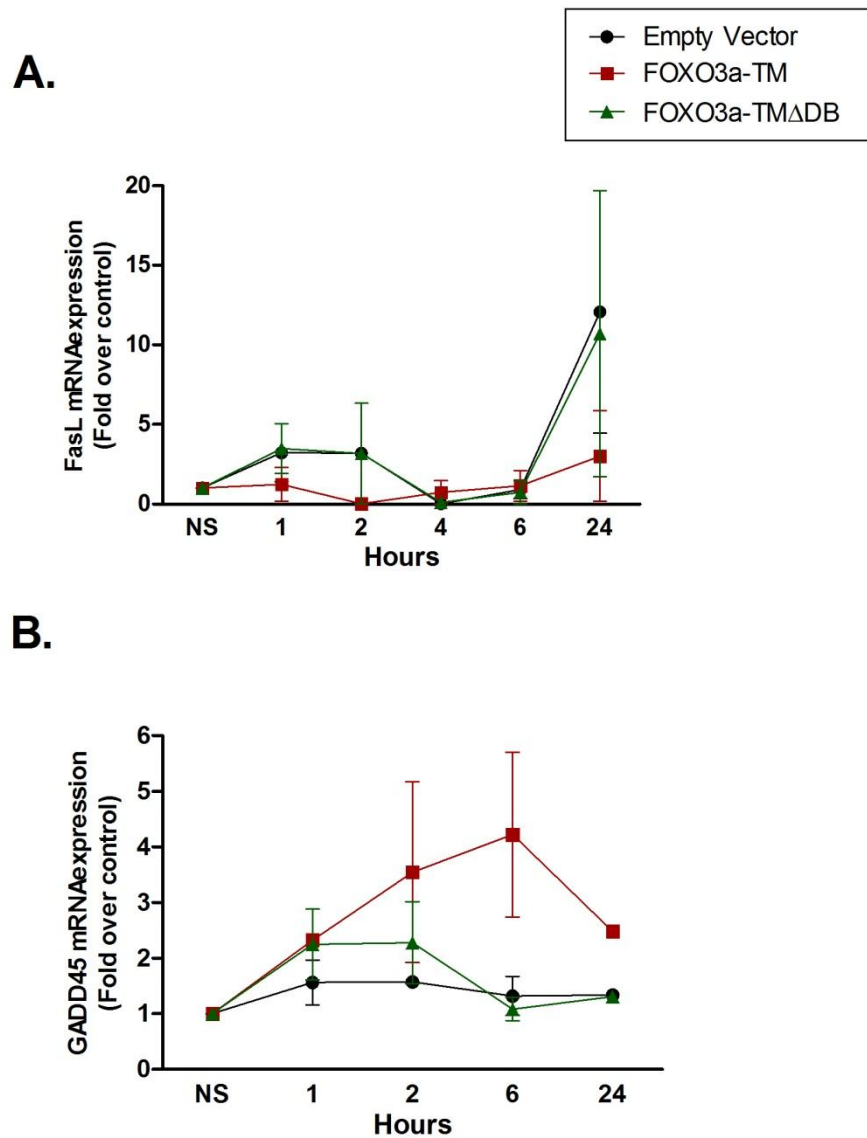 Empty Vector
FOXO3a-TM
FOXO3a-TMΔDB
A.
FasL mRNAexpression
(Fold over control)
20
15
10
5
0
NS 1 2 4 6 24
Hours
B.
GADD45 mRNAexpression
(Fold over control)
6
5
4
3
2
1
0
NS 1 2 6 24
Hours